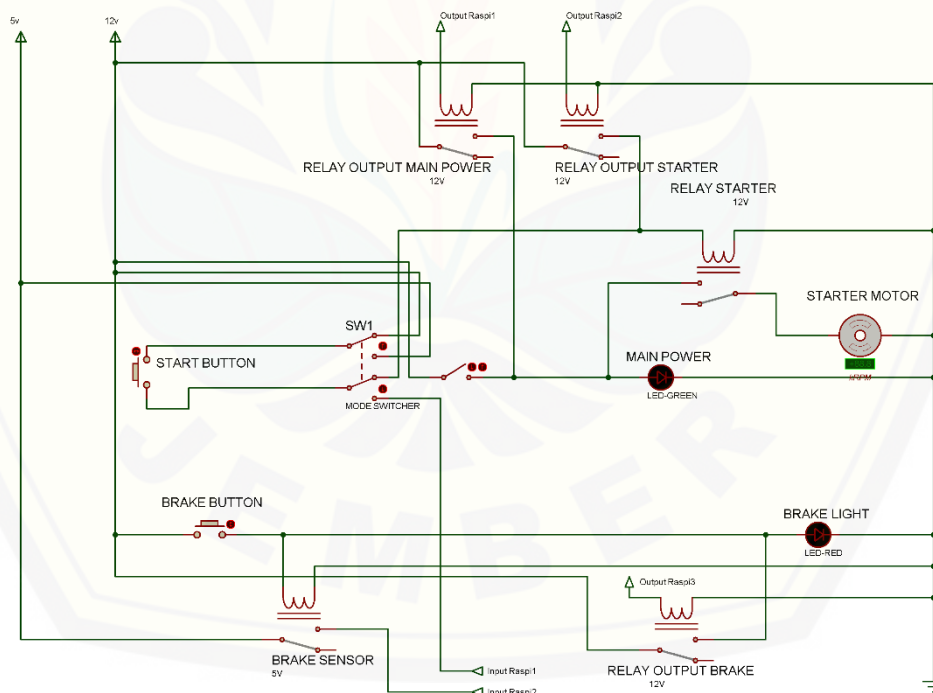 5v
12v
Output Raspi1
Output Raspi2
RELAY OUTPUT MAIN POWER
12V
RELAY OUTPUT STARTER
12V
RELAY STARTER
12V
STARTER MOTOR
SW1
START BUTTON
MODE SWITCHER
MAIN POWER
LED-GREEN
JEMBER
BRAKE BUTTON
BRAKE LIGHT
LED-RED
Output Raspi3
BRAKE SENSOR
5V
Input Raspi1
RELAY OUTPUT BRAKE
12V
Input Raspi2